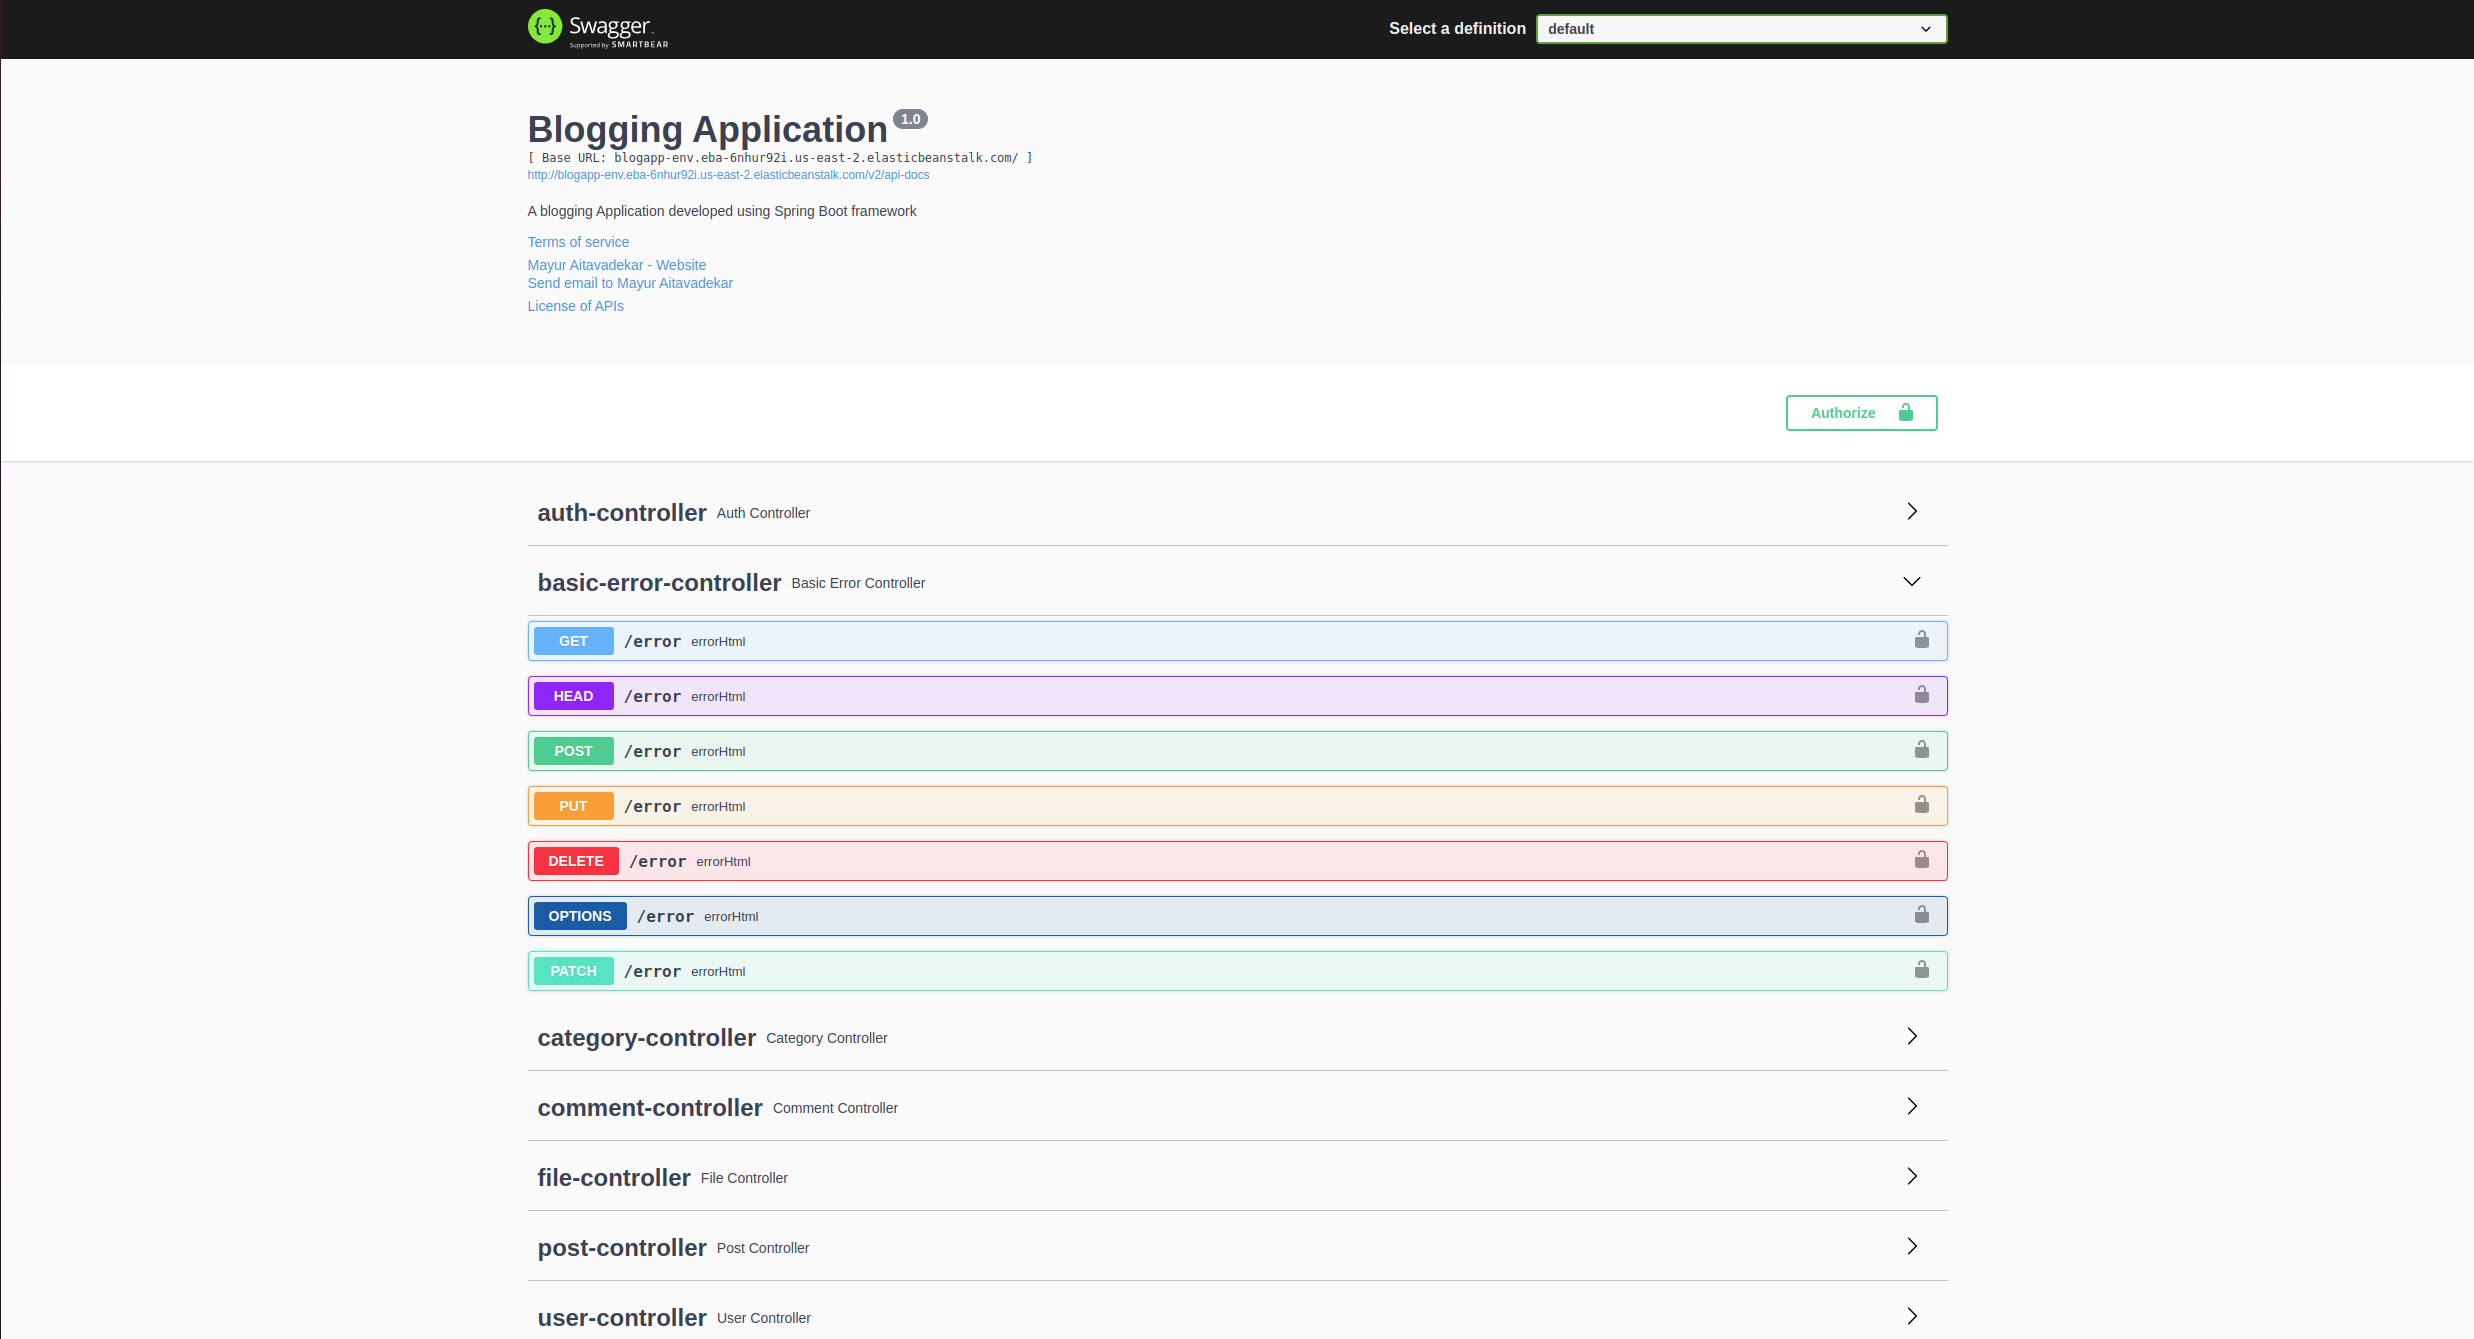 Swagger
Supported by SMARTBEAR
Select a definition
default
Blogging Application 1.0
[ Base URL: blogapp-env.eba-6nhur92i.us-east-2.elasticbeanstalk.com/ ]
http://blogapp-env.eba-6nhur92i.us-east-2.elasticbeanstalk.com/v2/api-docs
A blogging Application developed using Spring Boot framework
Terms of service
Mayur Aitavadekar - Website
Send email to Mayur Aitavadekar
License of APIs
Authorize
auth-controller Auth Controller
basic-error-controller Basic Error Controller
GET /error errorHtml
HEAD /error errorHtml
POST /error errorHtml
PUT /error errorHtml
DELETE /error errorHtml
OPTIONS /error errorHtml
PATCH /error errorHtml
category-controller Category Controller
comment-controller Comment Controller
file-controller File Controller
post-controller Post Controller
user-controller User Controller